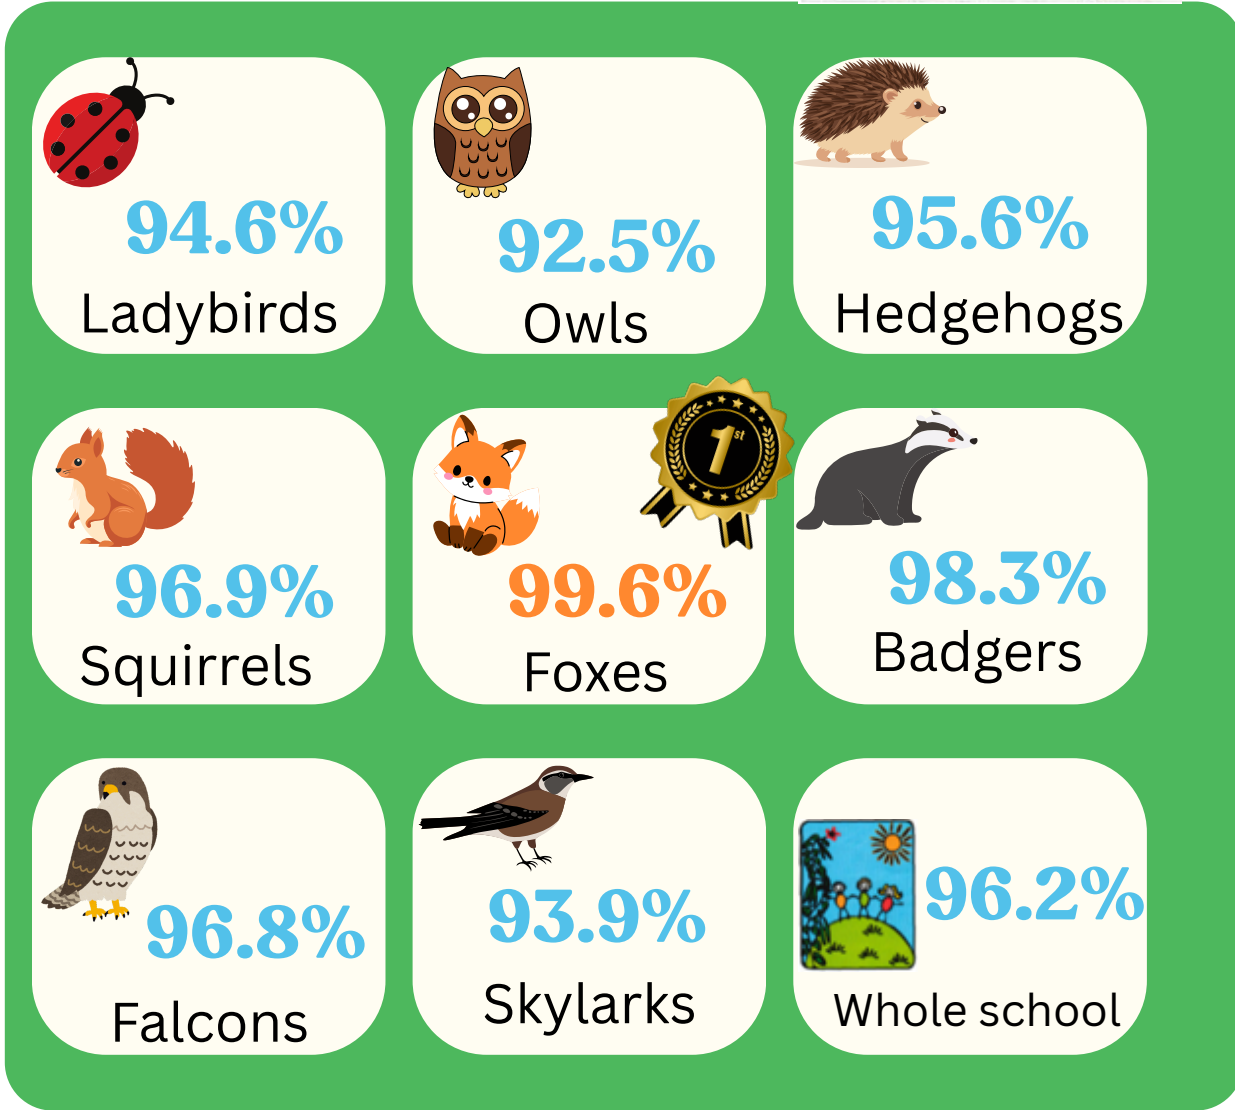 94.6%
Ladybirds
92.5%
Owls
95.6%
Hedgehogs
96.9%
Squirrels
1st
99.6%
Foxes
98.3%
Badgers
96.8%
Falcons
93.9%
Skylarks
96.2%
Whole school